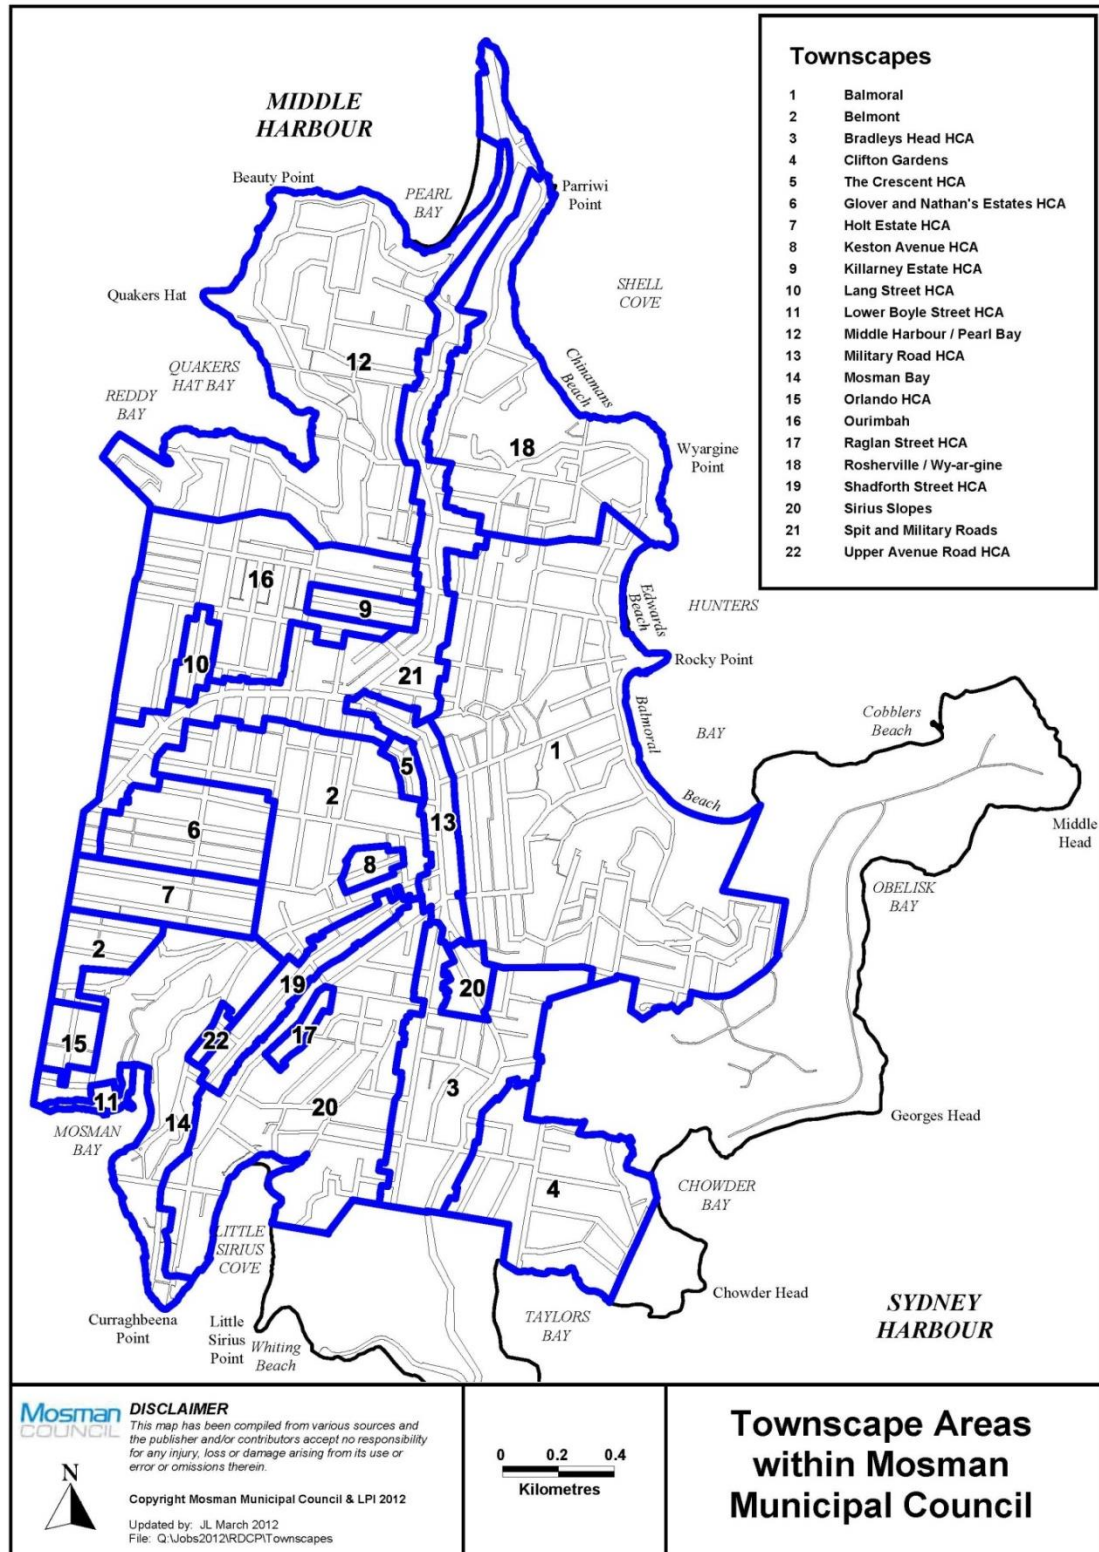 MIDDLE
HARBOUR
Beauty Point
PEARL
BAY
Parriwi
Point
Quakers Hat
SHELL
COVE
QUAKERS
HAT BAY
REDDY
BAY
12
Chinamans
Beach
18
Wyargine
Point
16
9
Edwards
Beach
HUNTERS
10
21
Rocky Point
Balmoral
BAY
Cobblers
Beach
5
1
2
13
Beach
Middle
Head
6
8
7
OBELISK
BAY
2
19
20
17
22
15
3
11
20
14
MOSMAN
BAY
Georges Head
4
CHOWDER
BAY
LITTLE
SIRIUS
COVE
Chowder Head
Curraghbeena
Point
Little
Sirius
Point
Whiting
Beach
TAYLORS
BAY
SYDNEY
HARBOUR
Townscapes
1 Balmoral
2 Belmont
3 Bradleys Head HCA
4 Clifton Gardens
5 The Crescent HCA
6 Glover and Nathan's Estates HCA
7 Holt Estate HCA
8 Keston Avenue HCA
9 Killarney Estate HCA
10 Lang Street HCA
11 Lower Boyle Street HCA
12 Middle Harbour / Pearl Bay
13 Military Road HCA
14 Mosman Bay
15 Orlando HCA
16 Ourimbah
17 Raglan Street HCA
18 Rosherville / Wy-ar-gine
19 Shadforth Street HCA
20 Sirius Slopes
21 Spit and Military Roads
22 Upper Avenue Road HCA
Mosman
COUNCIL
N
DISCLAIMER
This map has been compiled from various sources and
the publisher and/or contributors accept no responsibility
for any injury, loss or damage arising from its use or
error or omissions therein.
Copyright Mosman Municipal Council & LPI 2012
Updated by: JL March 2012
File: Q:\Jobs2012\RDCP\Townscapes
0 0.2 0.4
Kilometres
Townscape Areas
within Mosman
Municipal Council